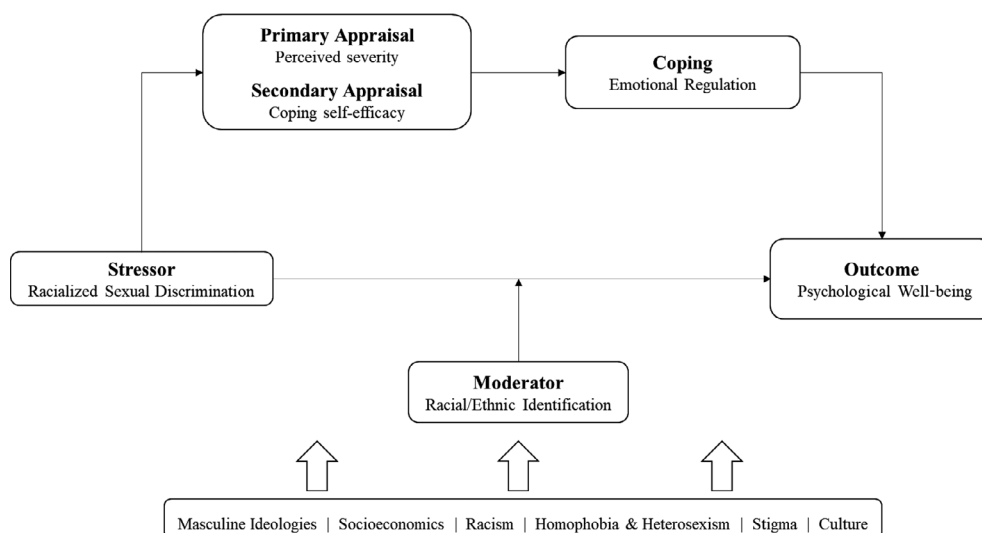 Primary Appraisal
Perceived severity
Secondary Appraisal
Coping self-efficacy
Coping
Emotional Regulation
Stressor
Racialized Sexual Discrimination
Outcome
Psychological Well-being
Moderator
Racial/Ethnic Identification
Masculine Ideologies | Socioeconomics | Racism | Homophobia & Heterosexism | Stigma | Culture